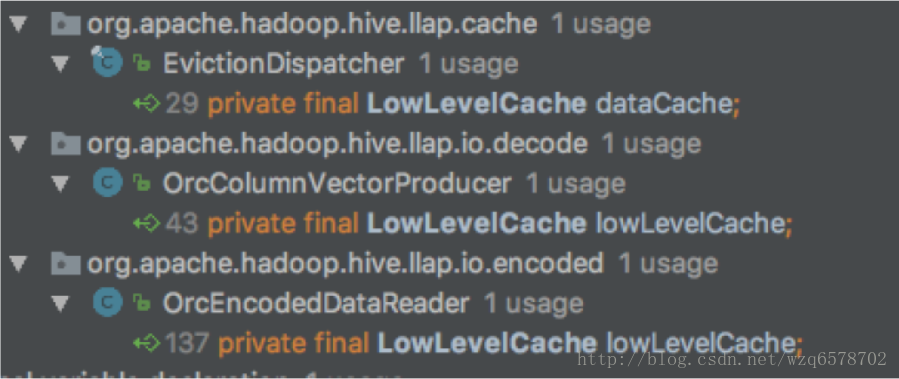 org.apache.hadoop.hive.llap.cache 1 usage
EvictionDispatcher 1 usage
29 private final LowLevelCache dataCache;
org.apache.hadoop.hive.llap.io.decode 1 usage
OrcColumnVectorProducer 1 usage
43 private final LowLevelCache lowLevelCache;
org.apache.hadoop.hive.llap.io.encoded 1 usage
OrcEncodedDataReader 1 usage
137 private final LowLevelCache lowLevelCache;
http://blog.csdn.net/wzq6578702